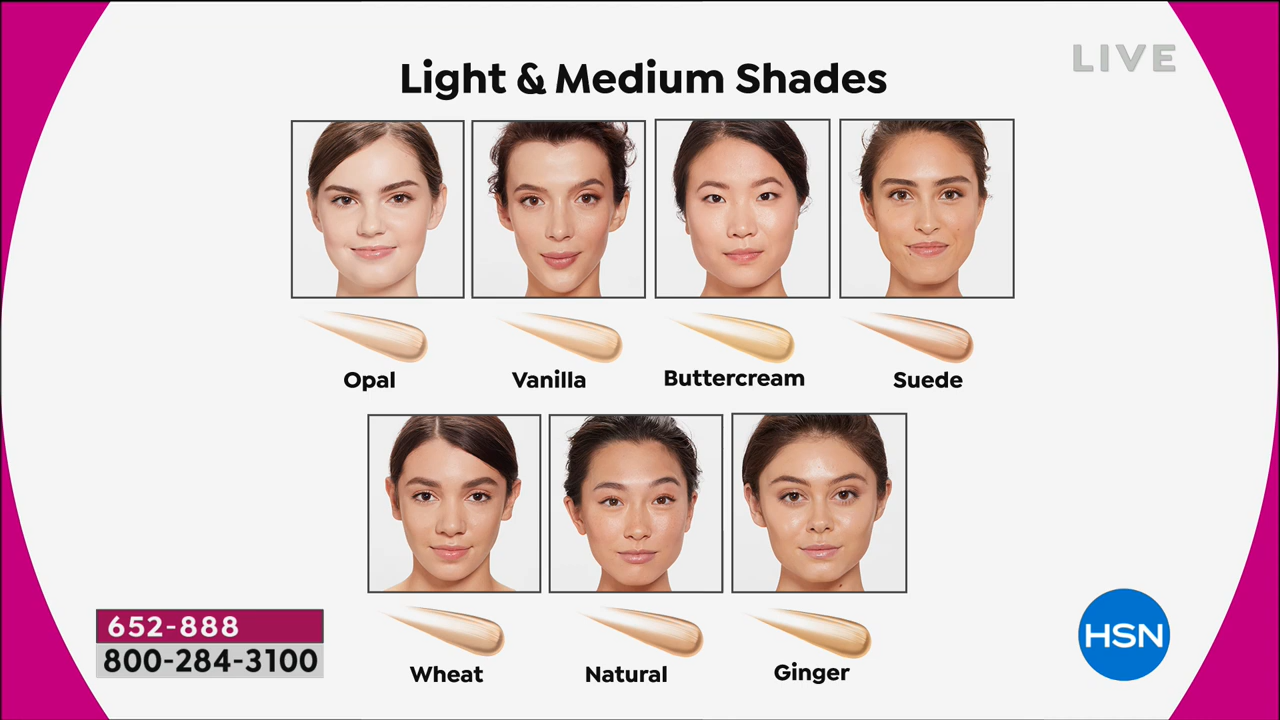 LIVE
Light & Medium Shades
Opal
Vanilla
Buttercream
Suede
Wheat
Natural
Ginger
652-888
800-284-3100
HSN